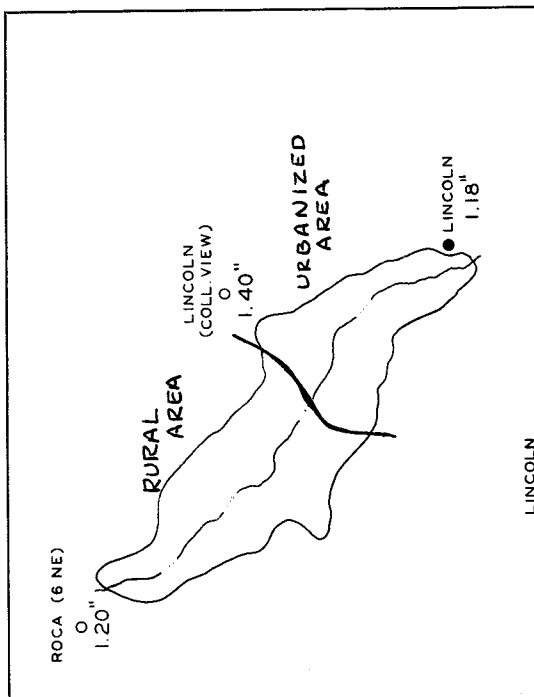 ROCA (6 NE)
1.20"
RURAL
AREA
LINCOLN
(COLL. VIEW)
1.40"
URBANIZED
AREA
LINCOLN
1.18"
LINCOLN